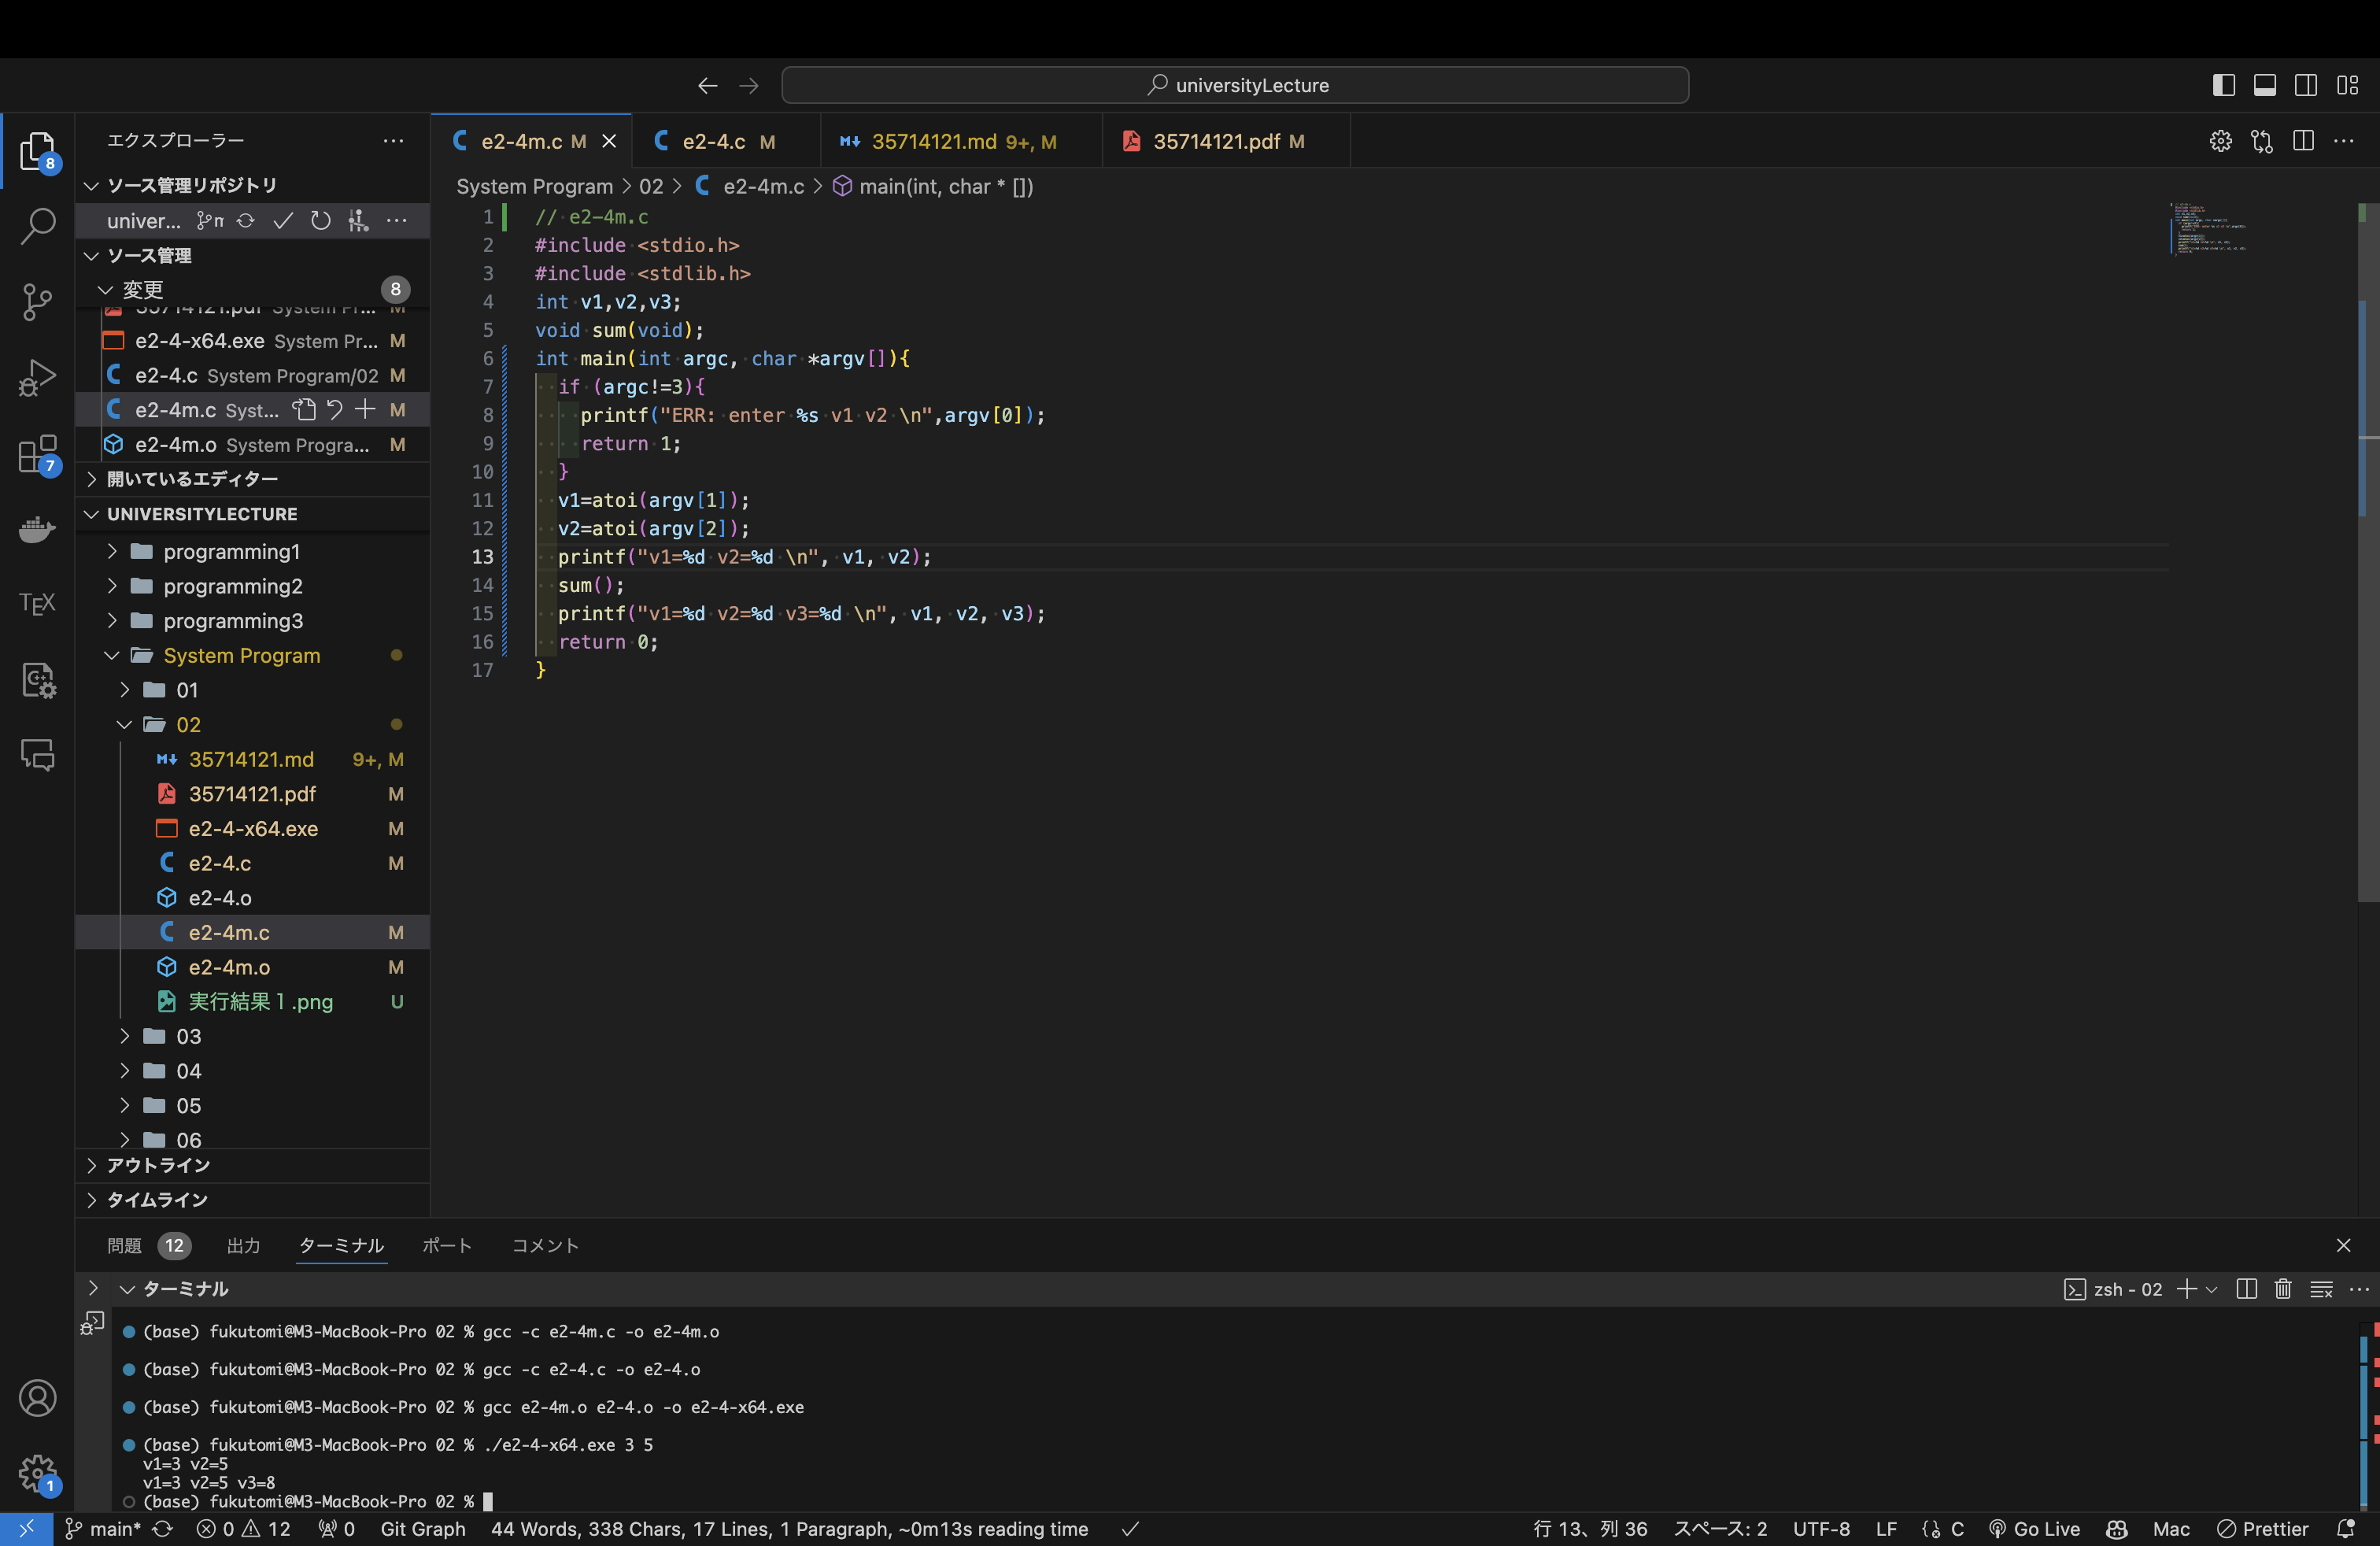 universityLecture
エクスプローラー
ソース管理リポジトリ
univer...
ソース管理
変更 8
35714121.pdf System Pr... M
e2-4-x64.exe System Pr... M
e2-4.c System Program/02 M
e2-4m.c Syst... M
e2-4m.o System Progra... M
開いているエディター
UNIVERSITYLECTURE
programming1
programming2
programming3
System Program
01
02
35714121.md 9+, M
35714121.pdf M
e2-4-x64.exe M
e2-4.c M
e2-4.o
e2-4m.c M
e2-4m.o M
実行結果1.png U
03
04
05
06
アウトライン
タイムライン
8
7
TEX
1
e2-4m.c M
e2-4.c M
35714121.md 9+, M
35714121.pdf M
System Program > 02 > e2-4m.c > main(int, char * [])
1 // e2-4m.c
2 #include <stdio.h>
3 #include <stdlib.h>
4 int v1,v2,v3;
5 void sum(void);
6 int main(int argc, char *argv[]){
7 if (argc!=3){
8 printf("ERR: enter %s v1 v2 \n",argv[0]);
9 return 1;
10 }
11 v1=atoi(argv[1]);
12 v2=atoi(argv[2]);
13 printf("v1=%d v2=%d \n", v1, v2);
14 sum();
15 printf("v1=%d v2=%d v3=%d \n", v1, v2, v3);
16 return 0;
17 }
問題 12 出力 ターミナル ポート コメント
ターミナル
zsh - 02
(base) fukutomi@M3-MacBook-Pro 02 % gcc -c e2-4m.c -o e2-4m.o
(base) fukutomi@M3-MacBook-Pro 02 % gcc -c e2-4.c -o e2-4.o
(base) fukutomi@M3-MacBook-Pro 02 % gcc e2-4m.o e2-4.o -o e2-4-x64.exe
(base) fukutomi@M3-MacBook-Pro 02 % ./e2-4-x64.exe 3 5
v1=3 v2=5
v1=3 v2=5 v3=8
(base) fukutomi@M3-MacBook-Pro 02 %
main* 0 12 0 Git Graph 44 Words, 338 Chars, 17 Lines, 1 Paragraph, ~0m13s reading time
行 13、列 36 スペース: 2 UTF-8 LF C Go Live Mac Prettier